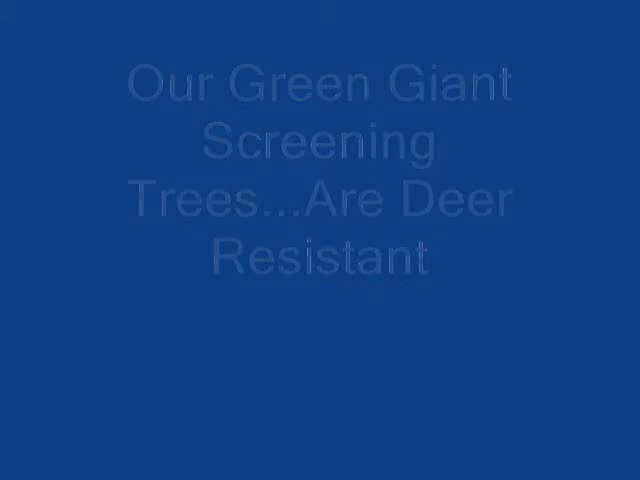 Our Green Giant
Screening
Trees...Are Deer
Resistant